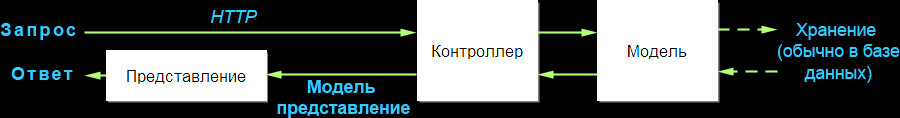 HTTP
Запрос
Ответ
Представление
Модель
представление
Контроллер
Модель
Хранение
(обычно в базе
данных)